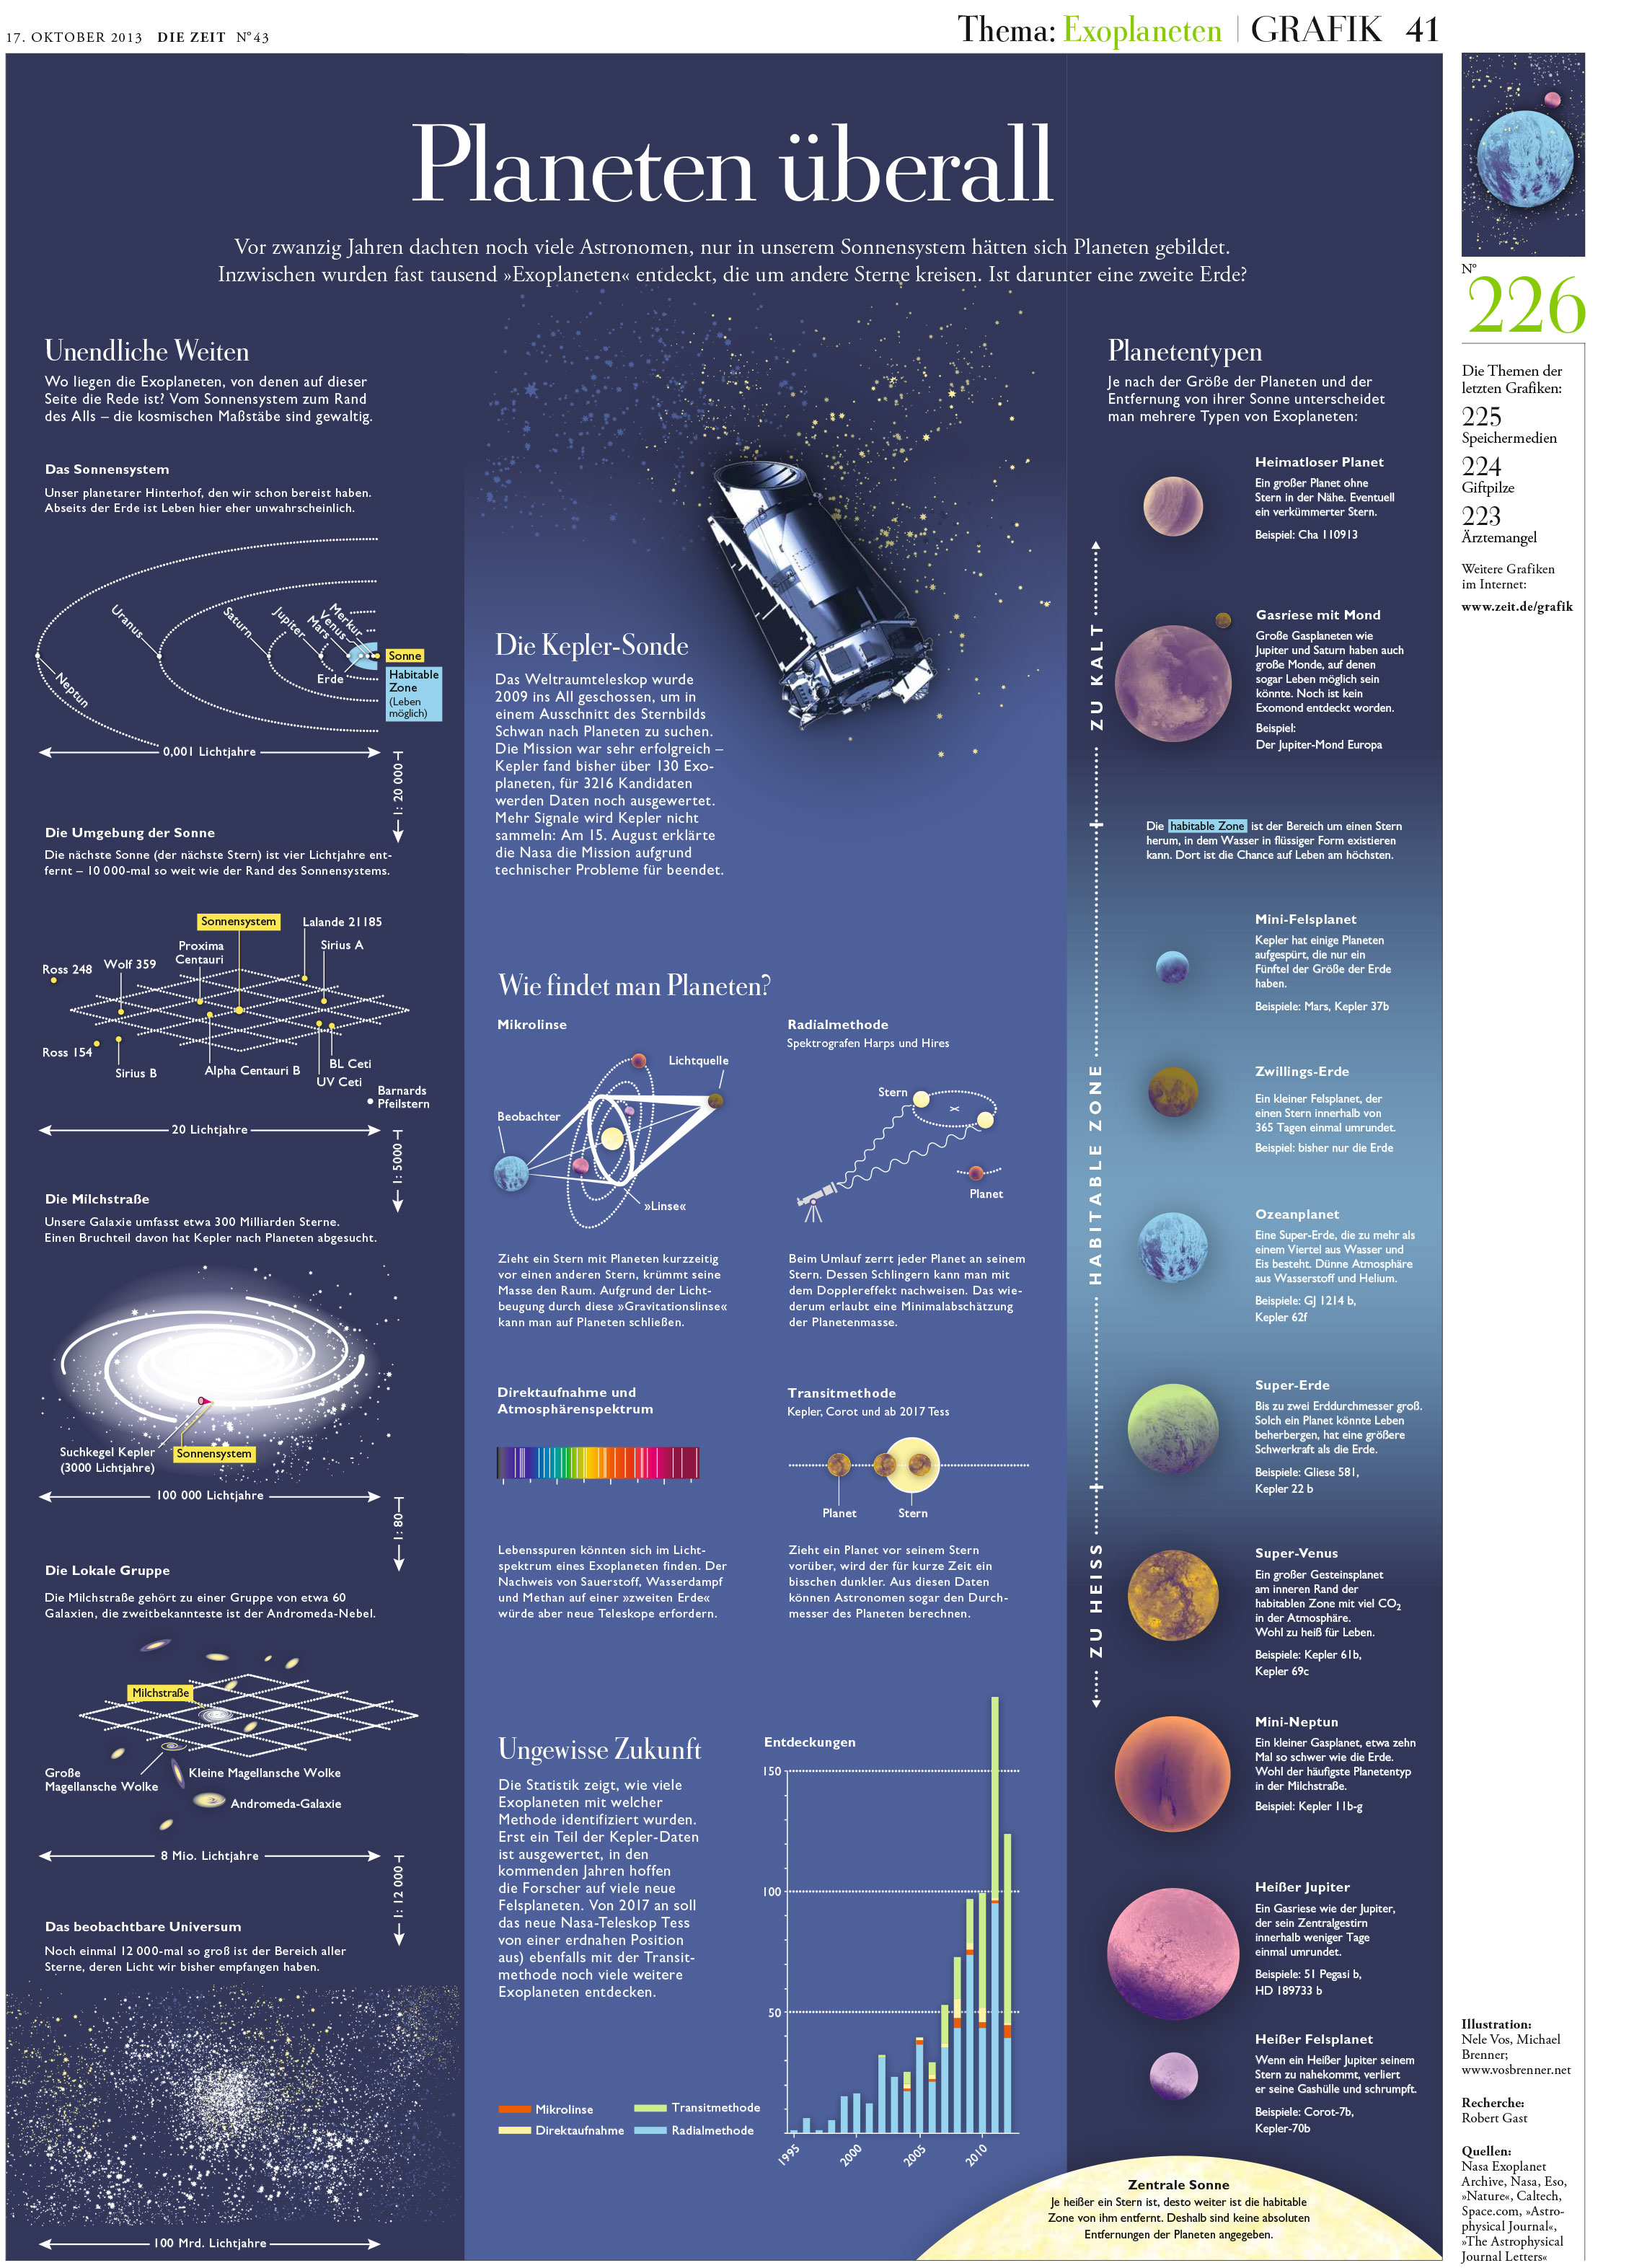 17. OKTOBER 2013 DIE ZEIT N°43
Thema: Exoplaneten | GRAFIK 41
Planeten überall
Vor zwanzig Jahren dachten noch viele Astronomen, nur in unserem Sonnensystem hätten sich Planeten gebildet.
Inzwischen wurden fast tausend »Exoplaneten« entdeckt, die um andere Sterne kreisen. Ist darunter eine zweite Erde?
Unendliche Weiten
Wo liegen die Exoplaneten, von denen auf dieser
Seite die Rede ist? Vom Sonnensystem zum Rand
des Alls – die kosmischen Maßstäbe sind gewaltig.
Das Sonnensystem
Unser planetarer Hinterhof, den wir schon bereist haben.
Abseits der Erde ist Leben hier eher unwahrscheinlich.
Neptun
Uranus
Saturn
Jupiter
Mars
Venus
Merkur
Erde
Sonne
Habitable
Zone
(Leben
möglich)
0,001 Lichtjahre
1: 20 000
Die Umgebung der Sonne
Die nächste Sonne (der nächste Stern) ist vier Lichtjahre ent-
fernt – 10 000-mal so weit wie der Rand des Sonnensystems.
Sonnensystem
Lalande 21185
Proxima
Centauri
Sirius A
Ross 248
Wolf 359
Ross 154
Sirius B
Alpha Centauri B
BL Ceti
UV Ceti
Barnards
Pfeilstern
20 Lichtjahre
1: 5000
Die Milchstraße
Unsere Galaxie umfasst etwa 300 Milliarden Sterne.
Einen Bruchteil davon hat Kepler nach Planeten abgesucht.
Suchkegel Kepler
(3000 Lichtjahre)
Sonnensystem
100 000 Lichtjahre
1: 80
Die Lokale Gruppe
Die Milchstraße gehört zu einer Gruppe von etwa 60
Galaxien, die zweitbekannteste ist der Andromeda-Nebel.
Milchstraße
Große
Magellansche Wolke
Kleine Magellansche Wolke
Andromeda-Galaxie
8 Mio. Lichtjahre
1: 12 000
Das beobachtbare Universum
Noch einmal 12 000-mal so groß ist der Bereich aller
Sterne, deren Licht wir bisher empfangen haben.
100 Mrd. Lichtjahre
Die Kepler-Sonde
Das Weltraumteleskop wurde
2009 ins All geschossen, um in
einem Ausschnitt des Sternbilds
Schwan nach Planeten zu suchen.
Die Mission war sehr erfolgreich –
Kepler fand bisher über 130 Exo-
planeten, für 3216 Kandidaten
werden Daten noch ausgewertet.
Mehr Signale wird Kepler nicht
sammeln: Am 15. August erklärte
die Nasa die Mission aufgrund
technischer Probleme für beendet.
Wie findet man Planeten?
Mikrolinse
Lichtquelle
Beobachter
»Linse«
Zieht ein Stern mit Planeten kurzzeitig
vor einen anderen Stern, krümmt seine
Masse den Raum. Aufgrund der Licht-
beugung durch diese »Gravitationslinse«
kann man auf Planeten schließen.
Radialmethode
Spektrografen Harps und Hires
Stern
Planet
Beim Umlauf zerrt jeder Planet an seinem
Stern. Dessen Schlingern kann man mit
dem Dopplereffekt nachweisen. Das wie-
derum erlaubt eine Minimalabschätzung
der Planetenmasse.
Direktaufnahme und
Atmosphärenspektrum
Lebensspuren könnten sich im Licht-
spektrum eines Exoplaneten finden. Der
Nachweis von Sauerstoff, Wasserdampf
und Methan auf einer »zweiten Erde«
würde aber neue Teleskope erfordern.
Transitmethode
Kepler, Corot und ab 2017 Tess
Planet
Stern
Zieht ein Planet vor seinem Stern
vorüber, wird der für kurze Zeit ein
bisschen dunkler. Aus diesen Daten
können Astronomen sogar den Durch-
messer des Planeten berechnen.
Ungewisse Zukunft
Die Statistik zeigt, wie viele
Exoplaneten mit welcher
Methode identifiziert wurden.
Erst ein Teil der Kepler-Daten
ist ausgewertet, in den
kommenden Jahren hoffen
die Forscher auf viele neue
Felsplaneten. Von 2017 an soll
das neue Nasa-Teleskop Tess
von einer erdnahen Position
aus) ebenfalls mit der Transit-
methode noch viele weitere
Exoplaneten entdecken.
Mikrolinse
Transitmethode
Direktaufnahme
Radialmethode
Entdeckungen
150
100
50
1995
2000
2005
2010
Planetentypen
Je nach der Größe der Planeten und der
Entfernung von ihrer Sonne unterscheidet
man mehrere Typen von Exoplaneten:
ZU KALT
HABITABLE ZONE
ZU HEISS
Heimatloser Planet
Ein großer Planet ohne
Stern in der Nähe. Eventuell
ein verkümmerter Stern.
Beispiel: Cha 110913
Gasriese mit Mond
Große Gasplaneten wie
Jupiter und Saturn haben auch
große Monde, auf denen
sogar Leben möglich sein
könnte. Noch ist kein
Exomond entdeckt worden.
Beispiel:
Der Jupiter-Mond Europa
Die habitable Zone ist der Bereich um einen Stern
herum, in dem Wasser in flüssiger Form existieren
kann. Dort ist die Chance auf Leben am höchsten.
Mini-Felsplanet
Kepler hat einige Planeten
aufgespürt, die nur ein
Fünftel der Größe der Erde
haben.
Beispiele: Mars, Kepler 37b
Zwillings-Erde
Ein kleiner Felsplanet, der
einen Stern innerhalb von
365 Tagen einmal umrundet.
Beispiel: bisher nur die Erde
Ozeanplanet
Eine Super-Erde, die zu mehr als
einem Viertel aus Wasser und
Eis besteht. Dünne Atmosphäre
aus Wasserstoff und Helium.
Beispiele: GJ 1214 b,
Kepler 62f
Super-Erde
Bis zu zwei Erddurchmesser groß.
Solch ein Planet könnte Leben
beherbergen, hat eine größere
Schwerkraft als die Erde.
Beispiele: Gliese 581,
Kepler 22 b
Super-Venus
Ein großer Gesteinsplanet
am inneren Rand der
habitablen Zone mit viel CO₂
in der Atmosphäre.
Wohl zu heiß für Leben.
Beispiele: Kepler 61b,
Kepler 69c
Mini-Neptun
Ein kleiner Gasplanet, etwa zehn
Mal so schwer wie die Erde.
Wohl der häufigste Planetentyp
in der Milchstraße.
Beispiel: Kepler 11b-g
Heißer Jupiter
Ein Gasriese wie der Jupiter,
der sein Zentralgestirn
innerhalb weniger Tage
einmal umrundet.
Beispiele: 51 Pegasi b,
HD 189733 b
Heißer Felsplanet
Wenn ein Heißer Jupiter seinem
Stern zu nahekommt, verliert
er seine Gashülle und schrumpft.
Beispiele: Corot-7b,
Kepler-70b
Zentrale Sonne
Je heißer ein Stern ist, desto weiter ist die habitable
Zone von ihm entfernt. Deshalb sind keine absoluten
Entfernungen der Planeten angegeben.
N°
226
Die Themen der
letzten Grafiken:
225
Speichermedien
224
Giftpilze
223
Ärztemangel
Weitere Grafiken
im Internet:
www.zeit.de/grafik
Illustration:
Nele Vos, Michael
Brenner;
www.vosbrenner.net
Recherche:
Robert Gast
Quellen:
Nasa Exoplanet
Archive, Nasa, Eso,
»Nature«, Caltech,
Space.com, »Astro-
physical Journal«,
»The Astrophysical
Journal Letters«